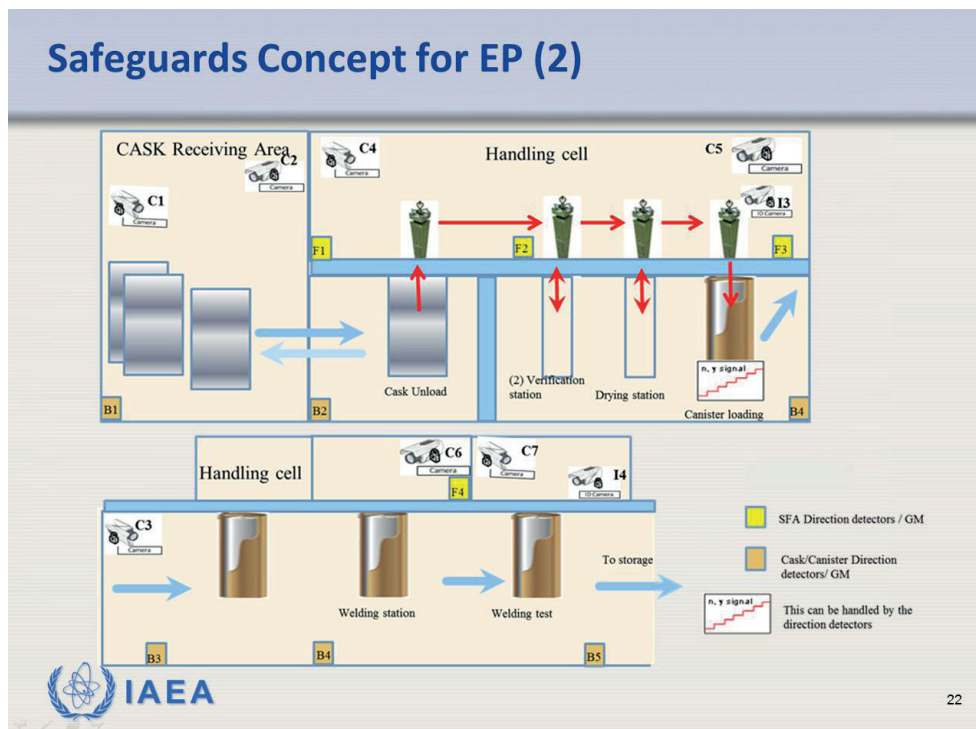 Safeguards Concept for EP (2)
CASK Receiving Area
C2
Camera
C1
Camera
C4
Camera
Handling cell
C5
Camera
I3
ID Camera
F1
F2
F3
Cask Unload
(2) Verification
station
Drying station
n, γ signal
Canister loading
B1
B2
B4
Handling cell
C6
Camera
C7
Camera
F4
I4
ID Camera
C3
Camera
To storage
Welding station
Welding test
B3
B4
B5
SFA Direction detectors / GM
Cask/Canister Direction
detectors/ GM
n, γ signal
This can be handled by the
direction detectors
IAEA
22